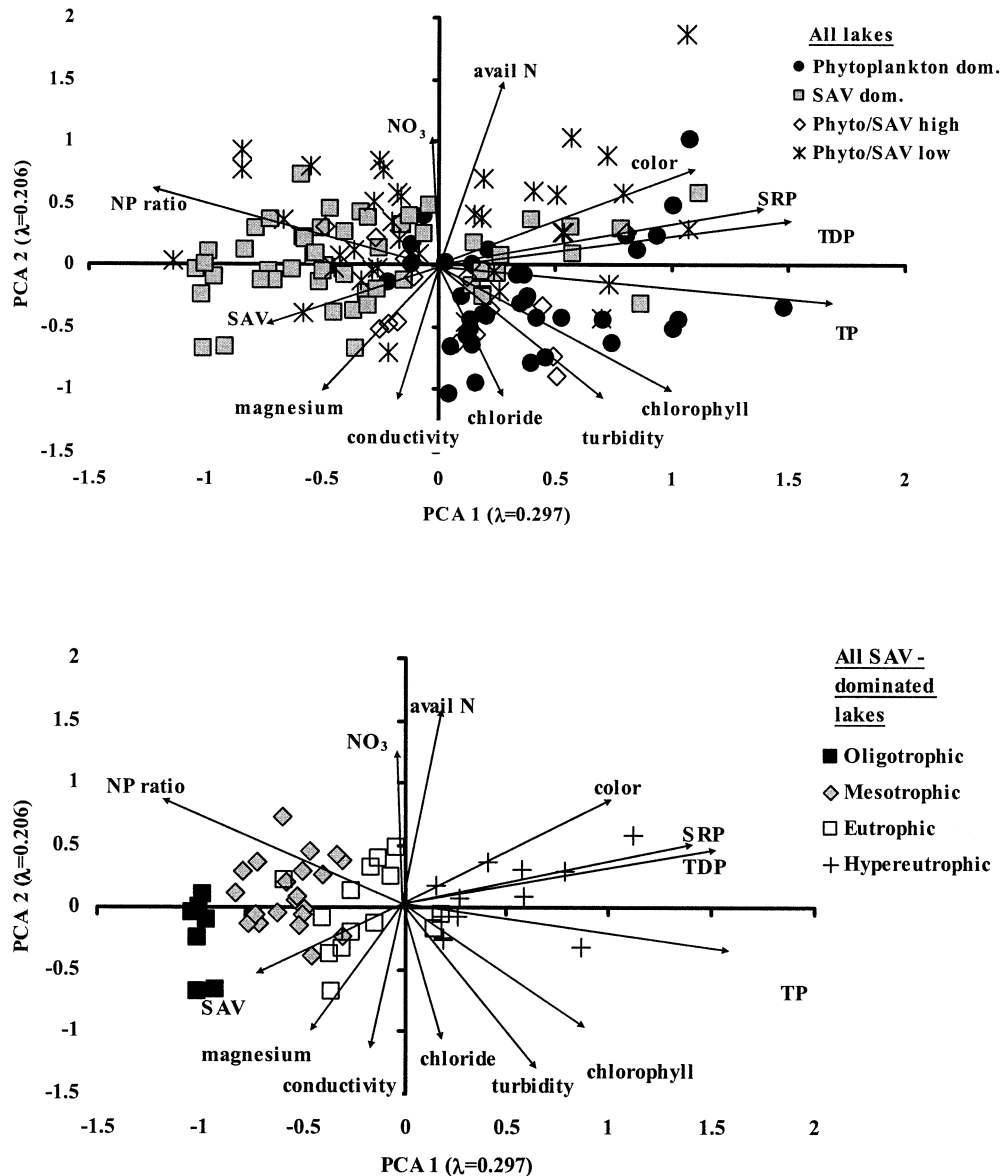 2
1.5
1
0.5
0
-0.5
-1
-1.5
PCA 2 (λ=0.206)
-1.5
-1
-0.5
0
0.5
1
1.5
2
PCA 1 (λ=0.297)
avail N
NO3
NP ratio
color
SRP
TDP
TP
SAV
magnesium
conductivity
chloride
turbidity
chlorophyll
All lakes
Phytoplankton dom.
SAV dom.
Phyto/SAV high
Phyto/SAV low
2
1.5
1
0.5
0
-0.5
-1
-1.5
PCA 2 (λ=0.206)
-1.5
-1
-0.5
0
0.5
1
1.5
2
PCA 1 (λ=0.297)
avail N
NO3
NP ratio
color
SRP
TDP
TP
SAV
magnesium
conductivity
chloride
turbidity
chlorophyll
All SAV -
dominated
lakes
Oligotrophic
Mesotrophic
Eutrophic
Hypereutrophic